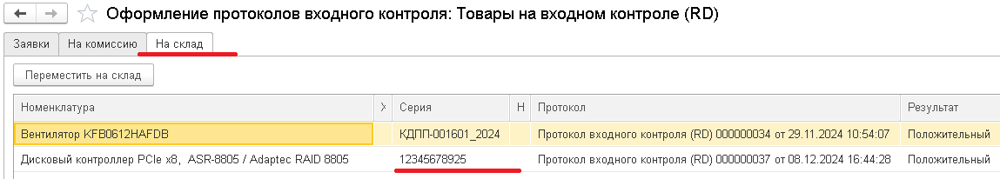 Оформление протоколов входного контроля: Товары на входном контроле (RD)
Заявки На комиссию На склад
Переместить на склад
Номенклатура Х Серия Н Протокол Результат
Вентилятор KFB0612HAFDB КДПП-001601_2024 Протокол входного контроля (RD) 000000034 от 29.11.2024 10:54:07 Положительный
Дисковый контроллер PCIe x8, ASR-8805 / Adaptec RAID 8805 12345678925 Протокол входного контроля (RD) 000000037 от 08.12.2024 16:44:28 Положительный